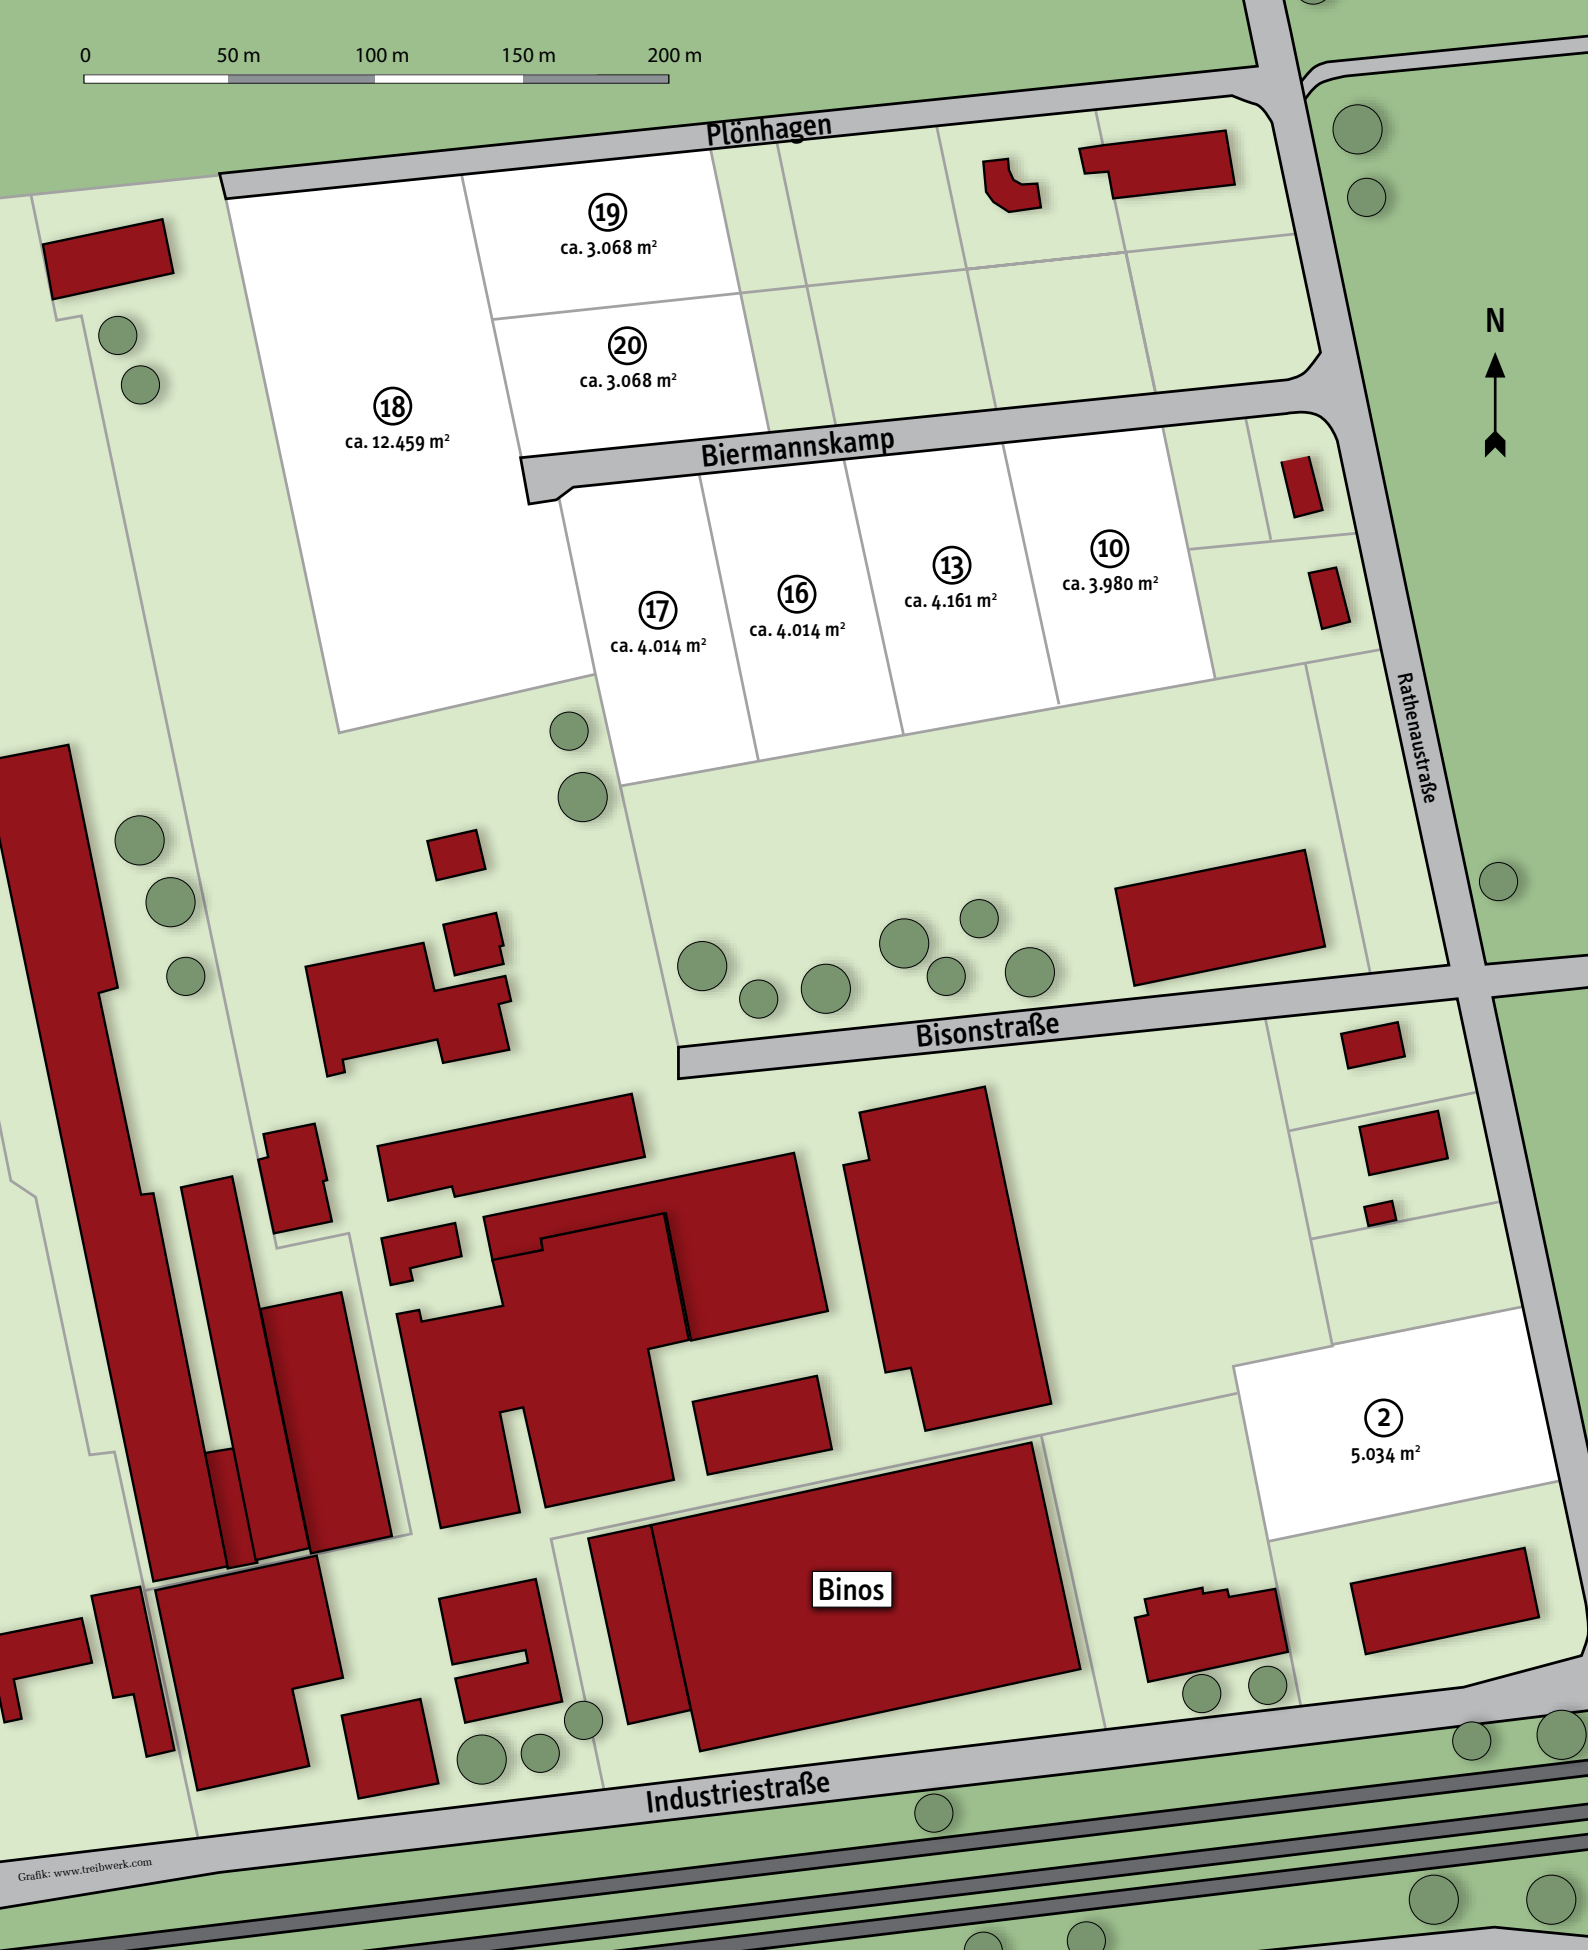 0 50 m 100 m 150 m 200 m
Plönhagen
19
ca. 3.068 m²
N
20
ca. 3.068 m²
18
ca. 12.459 m²
Biermannskamp
10
ca. 3.980 m²
13
ca. 4.161 m²
16
ca. 4.014 m²
17
ca. 4.014 m²
Rathenaustraße
Bisonstraße
2
5.034 m²
Binos
Industriestraße
Grafik: www.treibwerk.com